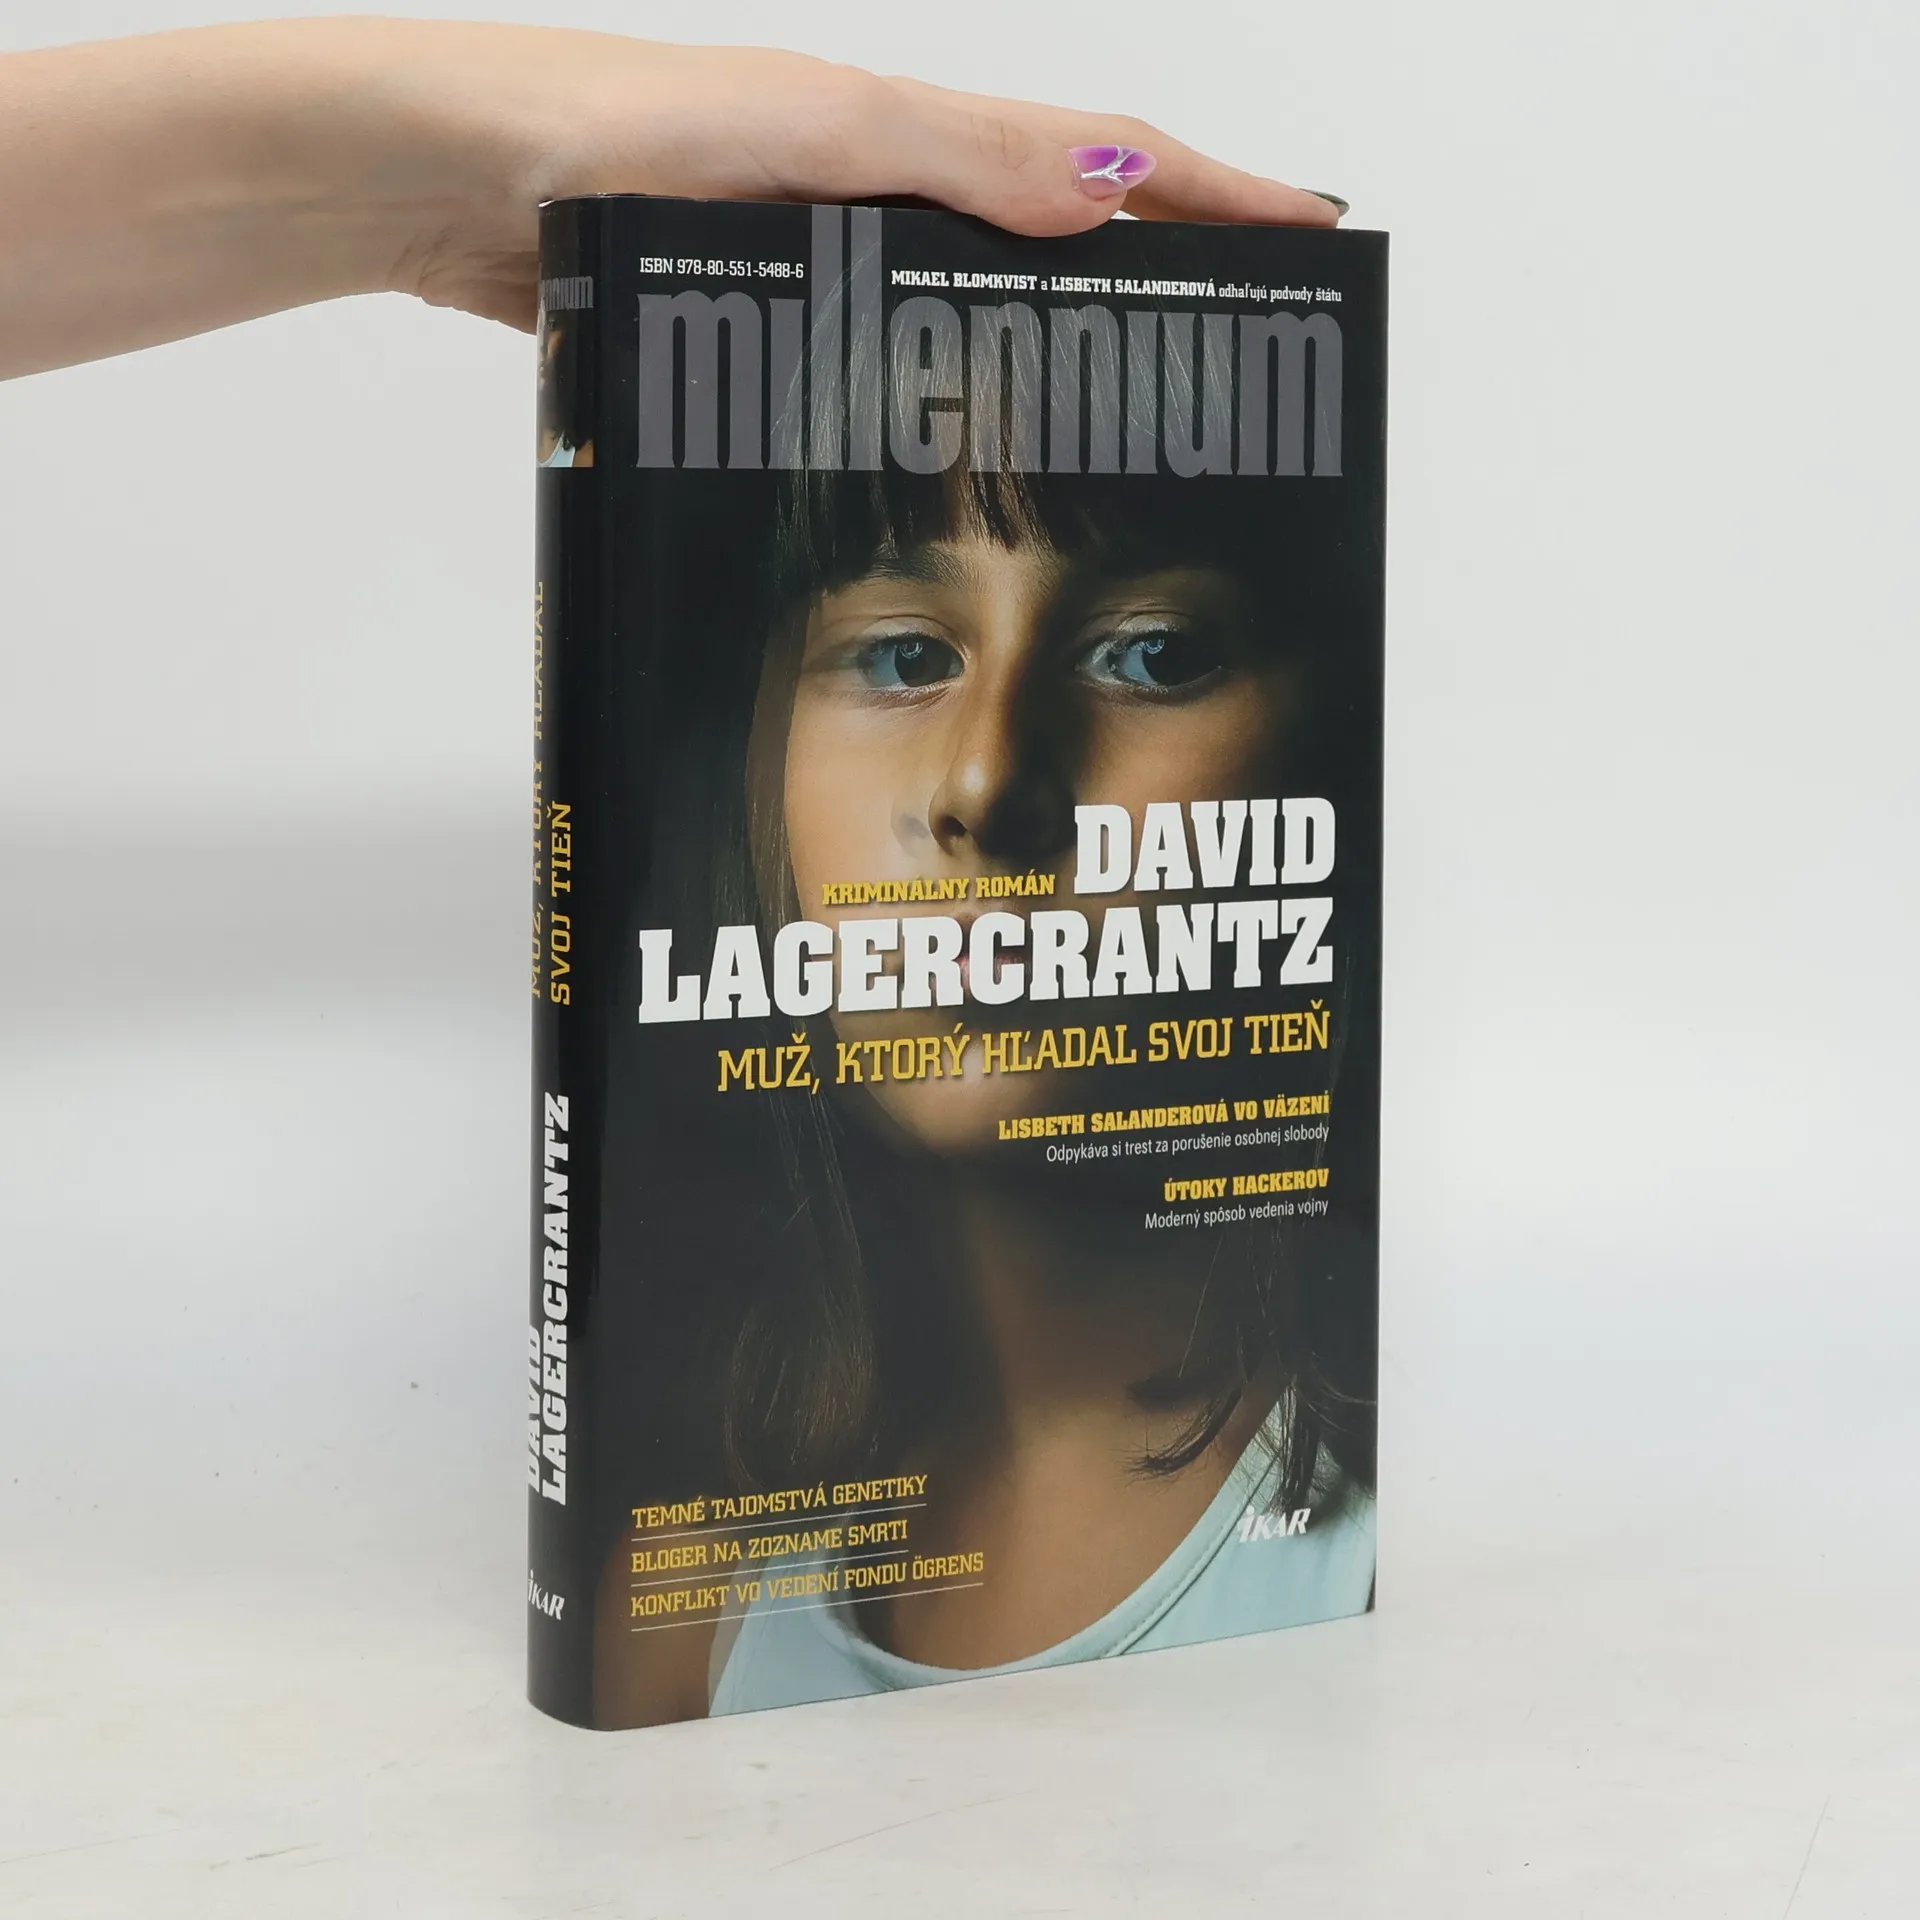 ISBN 978-80-551-5488-6
MIKAEL BLOMKVIST a LISBETH SALANDEROVÁ odhaľujú podvody štátu
millennium
KRIMINÁLNY ROMÁN
DAVID
LAGERCRANTZ
MUŽ, KTORÝ HĽADAL SVOJ TIEŇ
LISBETH SALANDEROVÁ VO VÄZENÍ
Odpykáva si trest za porušenie osobnej slobody
ÚTOKY HACKEROV
Moderný spôsob vedenia vojny
TEMNÉ TAJOMSTVÁ GENETIKY
BLOGER NA ZOZNAME SMRTI
KONFLIKT VO VEDENÍ FONDU ÖGRENS
IKAR
millennium
MUŽ, KTORÝ HĽADAL
SVOJ TIEŇ
DAVID
LAGERCRANTZ
IKAR